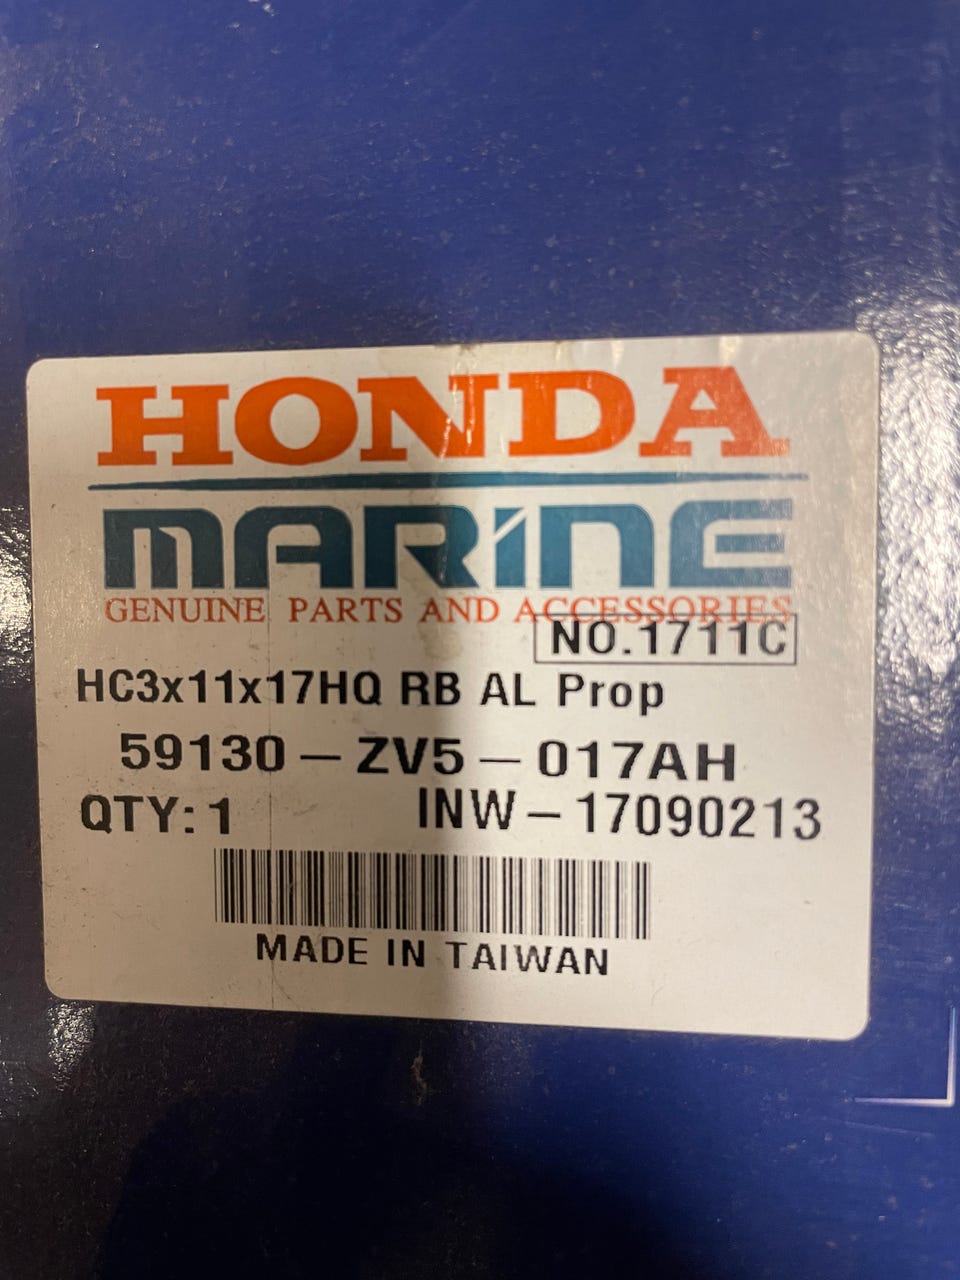 HONDA
MARINE
GENUINE PARTS AND ACCESSORIES
NO.1711C
HC3x11x17HQ RB AL Prop
59130-ZV5-017AH
QTY:1 INW-17090213
MADE IN TAIWAN